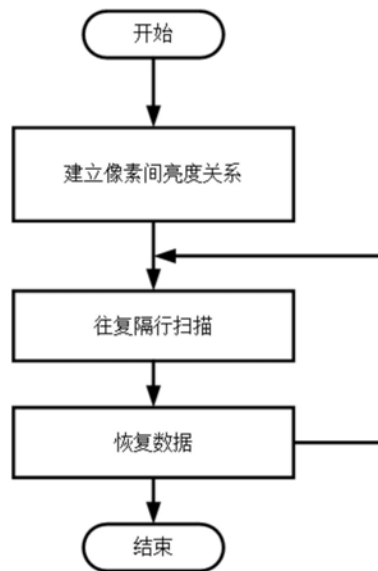 开始
建立像素间亮度关系
往复隔行扫描
恢复数据
结束